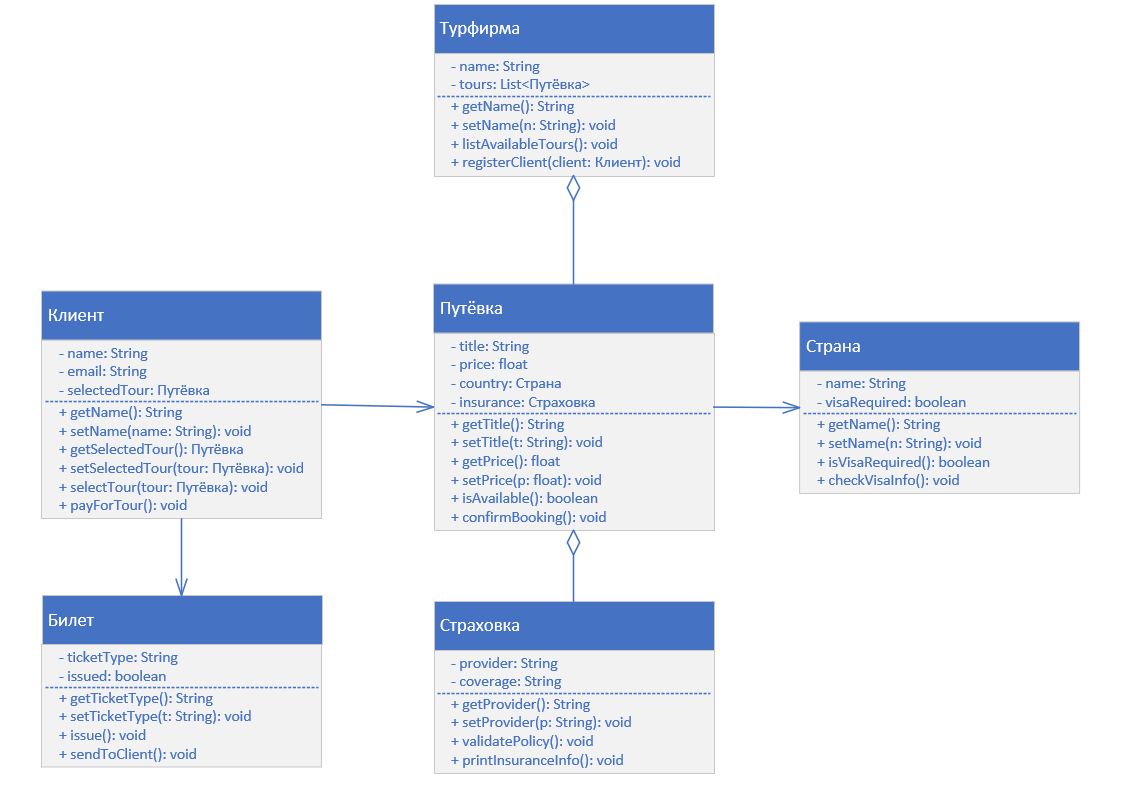 Турфирма
- name: String
- tours: List<Путёвка>
+ getName(): String
+ setName(n: String): void
+ listAvailableTours(): void
+ registerClient(client: Клиент): void
Клиент
- name: String
- email: String
- selectedTour: Путёвка
+ getName(): String
+ setName(name: String): void
+ getSelectedTour(): Путёвка
+ setSelectedTour(tour: Путёвка): void
+ selectTour(tour: Путёвка): void
+ payForTour(): void
Путёвка
- title: String
- price: float
- country: Страна
- insurance: Страховка
+ getTitle(): String
+ setTitle(t: String): void
+ getPrice(): float
+ setPrice(p: float): void
+ isAvailable(): boolean
+ confirmBooking(): void
Страна
- name: String
- visaRequired: boolean
+ getName(): String
+ setName(n: String): void
+ isVisaRequired(): boolean
+ checkVisaInfo(): void
Билет
- ticketType: String
- issued: boolean
+ getTicketType(): String
+ setTicketType(t: String): void
+ issue(): void
+ sendToClient(): void
Страховка
- provider: String
- coverage: String
+ getProvider(): String
+ setProvider(p: String): void
+ validatePolicy(): void
+ printInsuranceInfo(): void